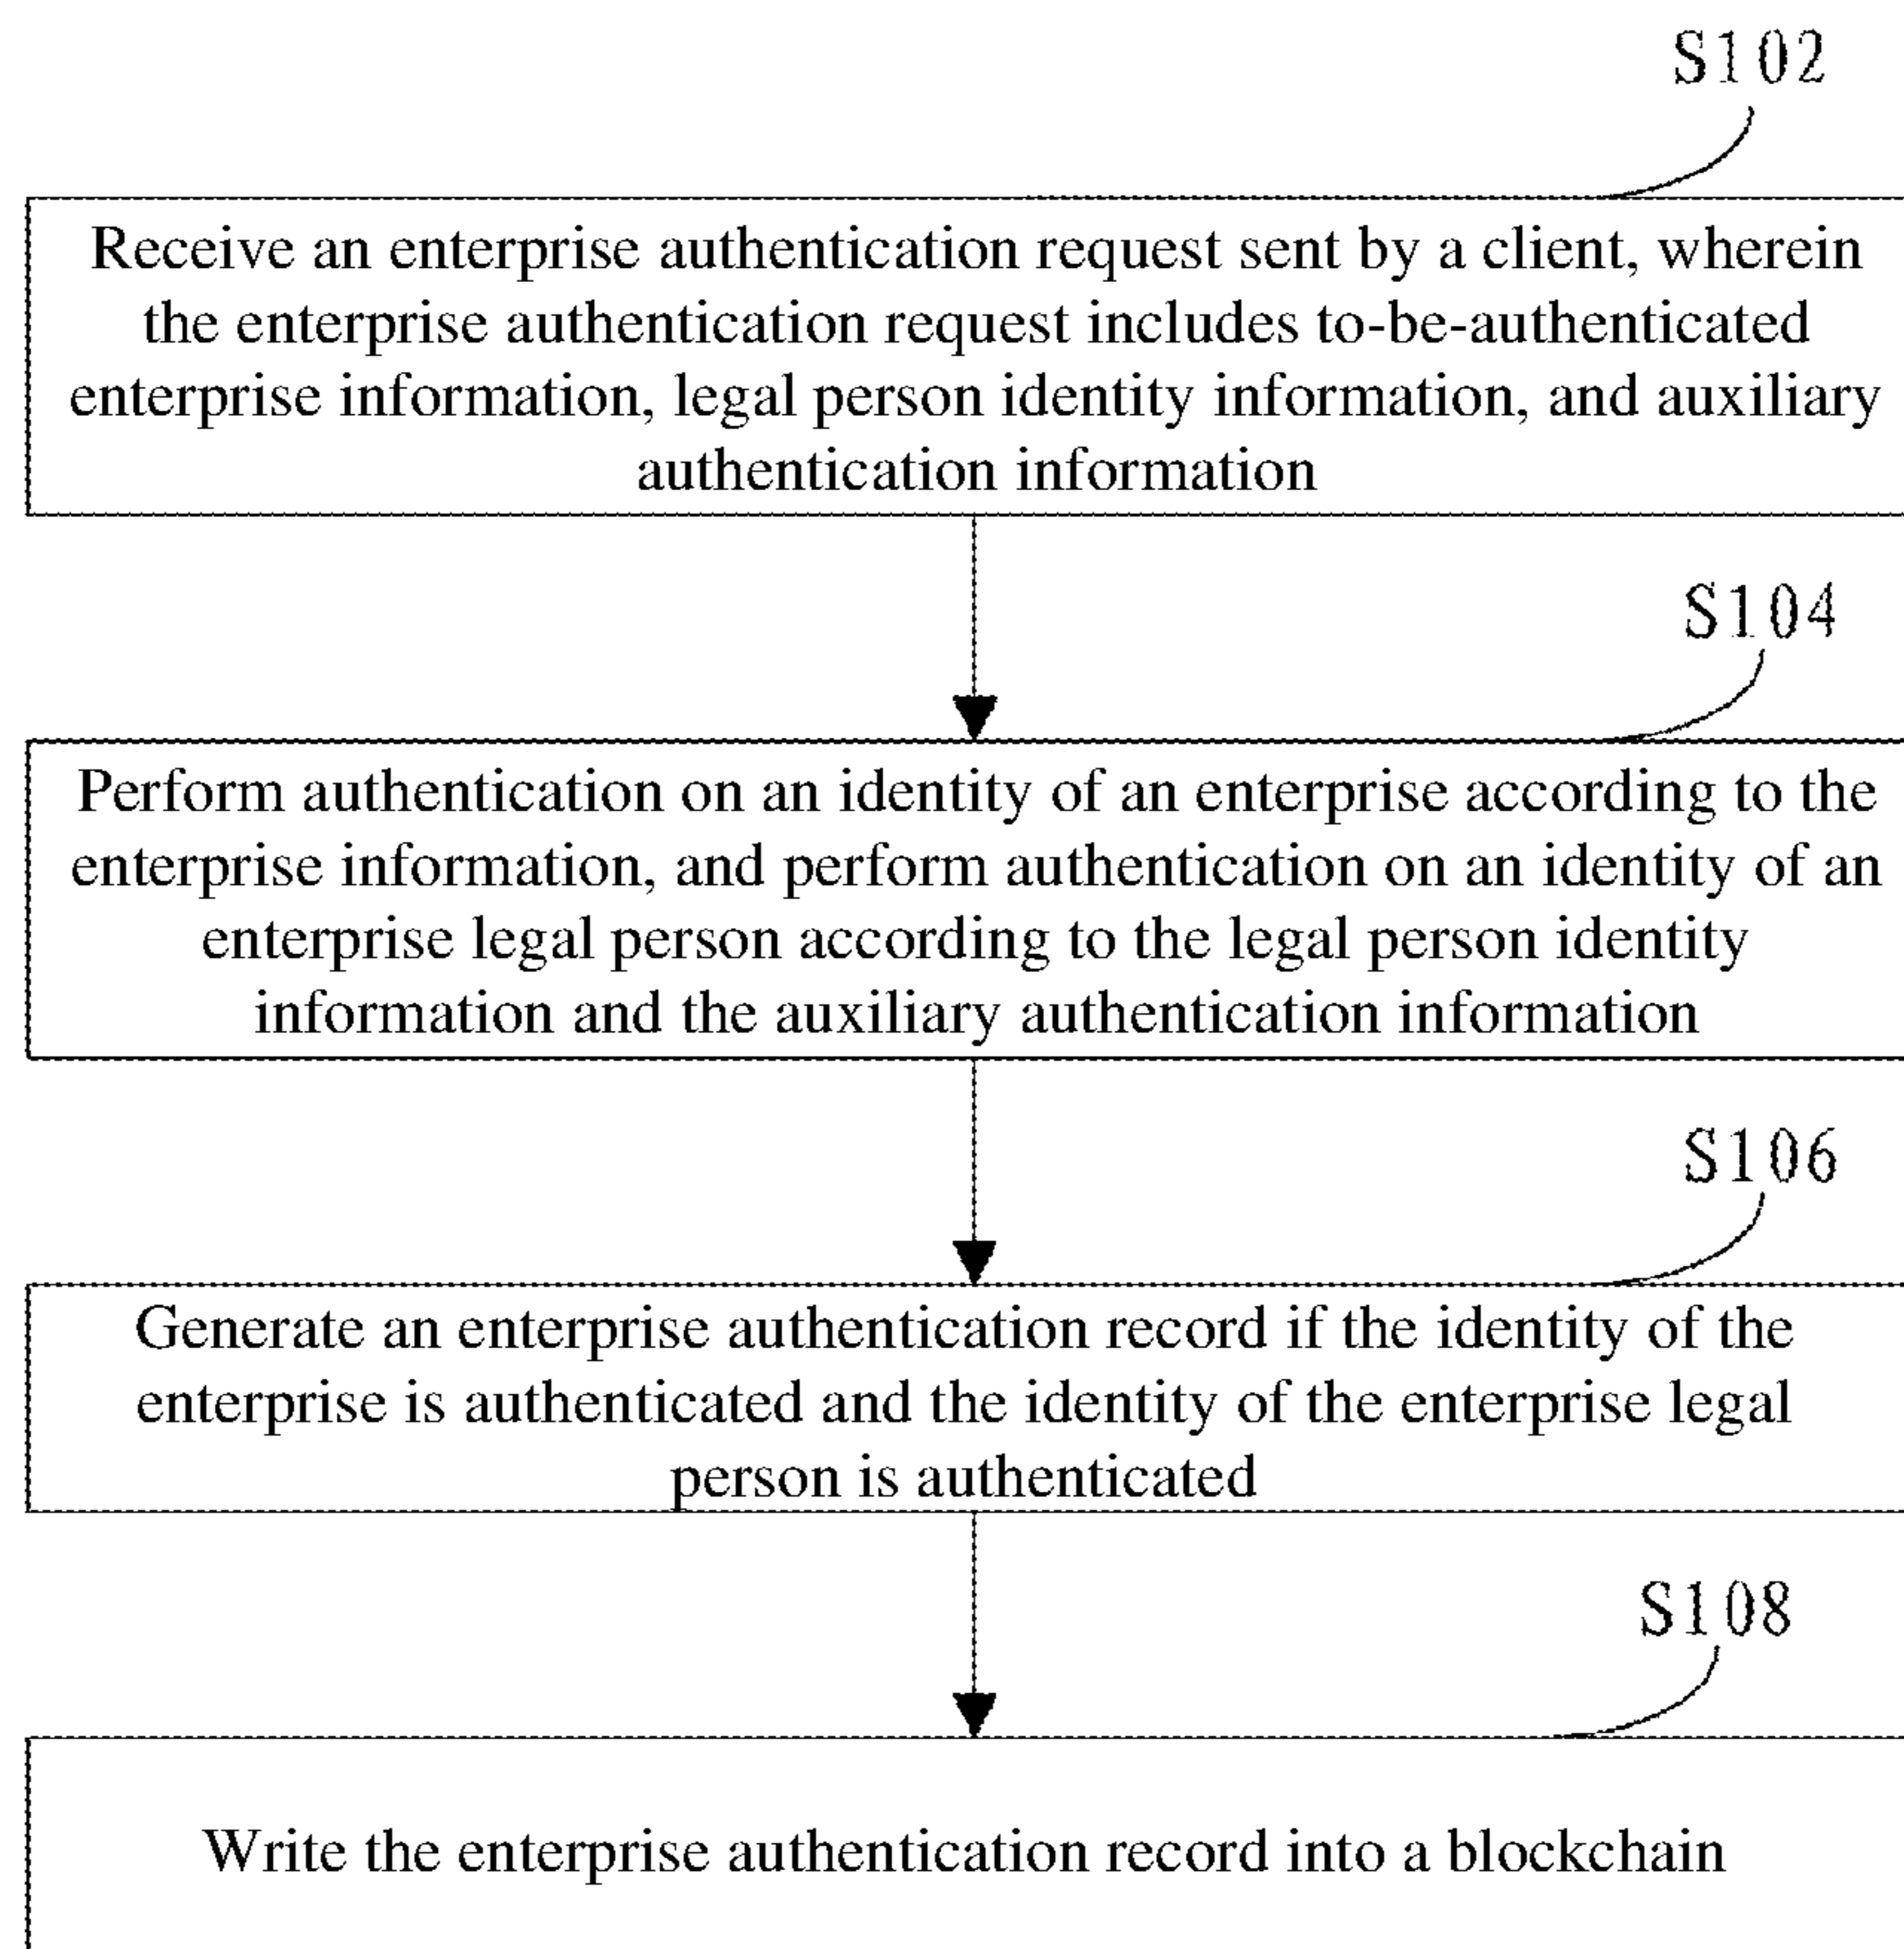 S102
Receive an enterprise authentication request sent by a client, wherein
the enterprise authentication request includes to-be-authenticated
enterprise information, legal person identity information, and auxiliary
authentication information
S104
Perform authentication on an identity of an enterprise according to the
enterprise information, and perform authentication on an identity of an
enterprise legal person according to the legal person identity
information and the auxiliary authentication information
S106
Generate an enterprise authentication record if the identity of the
enterprise is authenticated and the identity of the enterprise legal
person is authenticated
S108
Write the enterprise authentication record into a blockchain